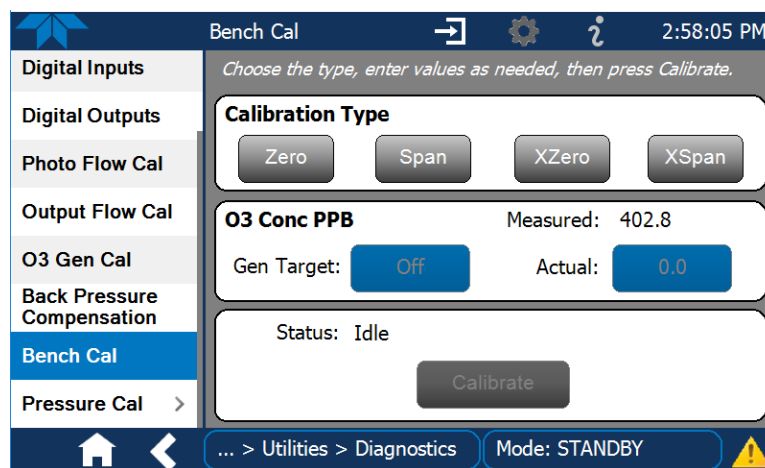 Bench Cal
2:58:05 PM
Digital Inputs
Digital Outputs
Photo Flow Cal
Output Flow Cal
O3 Gen Cal
Back Pressure
Compensation
Bench Cal
Pressure Cal >
Choose the type, enter values as needed, then press Calibrate.
Calibration Type
Zero Span XZero XSpan
O3 Conc PPB Measured: 402.8
Gen Target: Off Actual: 0.0
Status: Idle
Calibrate
... > Utilities > Diagnostics Mode: STANDBY